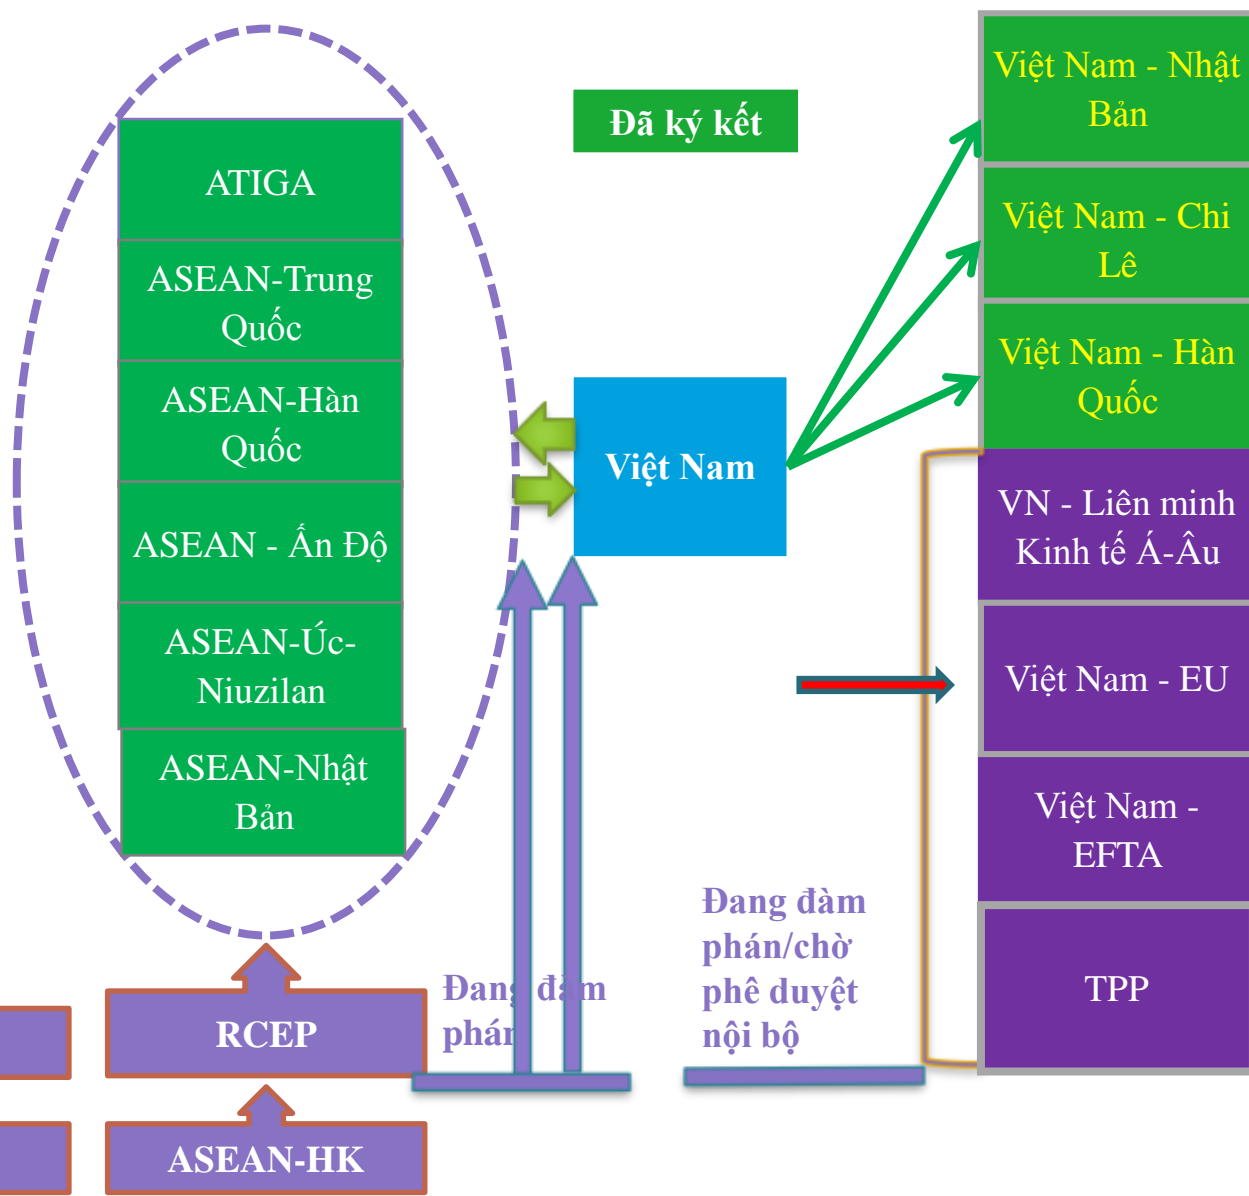 ATIGA
ASEAN-Trung
Quốc
ASEAN-Hàn
Quốc
ASEAN - Ấn Độ
ASEAN-Úc-
Niuzilan
ASEAN-Nhật
Bản
RCEP
ASEAN-HK
Đã ký kết
Việt Nam
Đang đàm
phán
Đang đàm
phán/chờ
phê duyệt
nội bộ
Việt Nam - Nhật
Bản
Việt Nam - Chi
Lê
Việt Nam - Hàn
Quốc
VN - Liên minh
Kinh tế Á-Âu
Việt Nam - EU
Việt Nam -
EFTA
TPP